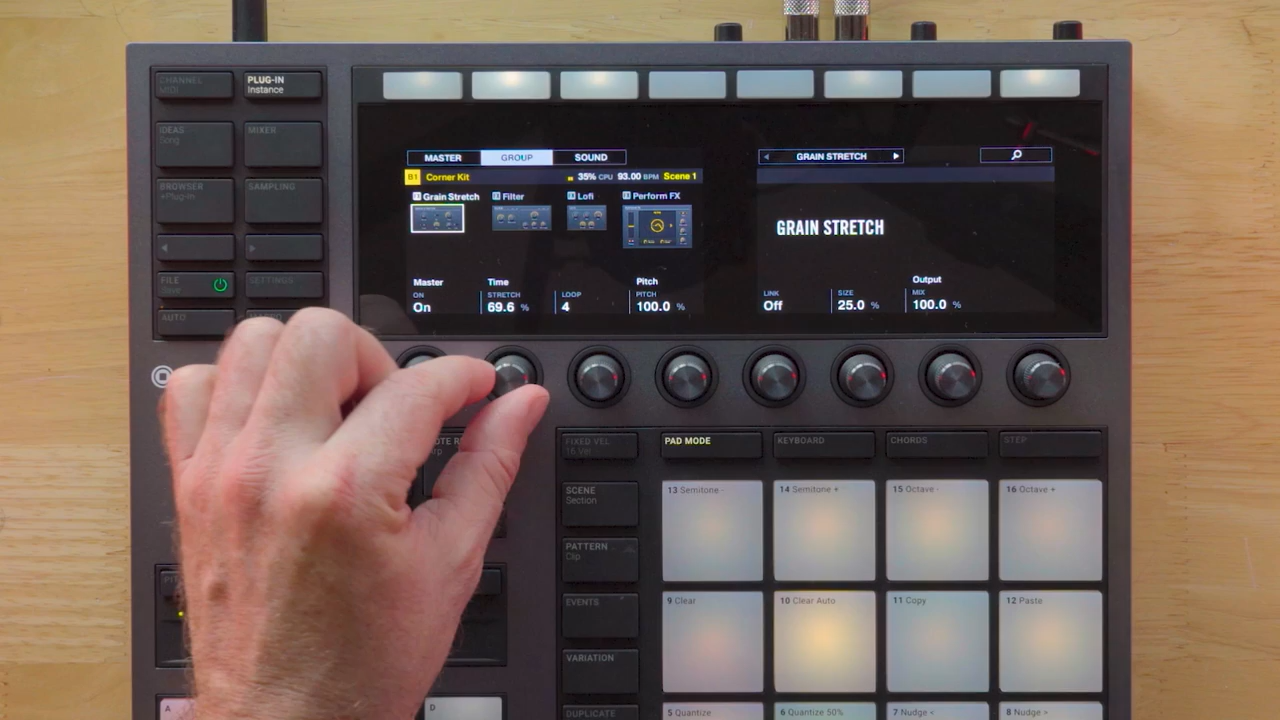 CHANNEL
MIDI
PLUG-IN
Instance
IDEAS
Song
MIXER
BROWSER
+Plug-In
SAMPLING
FILE
Save
SETTINGS
AUTO
MASTER
GROUP
SOUND
B1 Corner Kit
35% CPU 93.00 BPM Scene 1
Grain Stretch
Filter
Lofi
Perform FX
Master
Time
Pitch
ON
STRETCH
LOOP
PITCH
On
69.6 %
4
100.0 %
GRAIN STRETCH
GRAIN STRETCH
Output
LINK
SIZE
MIX
Off
25.0 %
100.0 %
FIXED VEL
16 Vel
PAD MODE
KEYBOARD
CHORDS
STEP
SCENE
Section
PATTERN
Clip
EVENTS
VARIATION
DUPLICATE
13 Semitone -
14 Semitone +
15 Octave -
16 Octave +
9 Clear
10 Clear Auto
11 Copy
12 Paste
5 Quantize
6 Quantize 50%
7 Nudge <
8 Nudge >
A
D